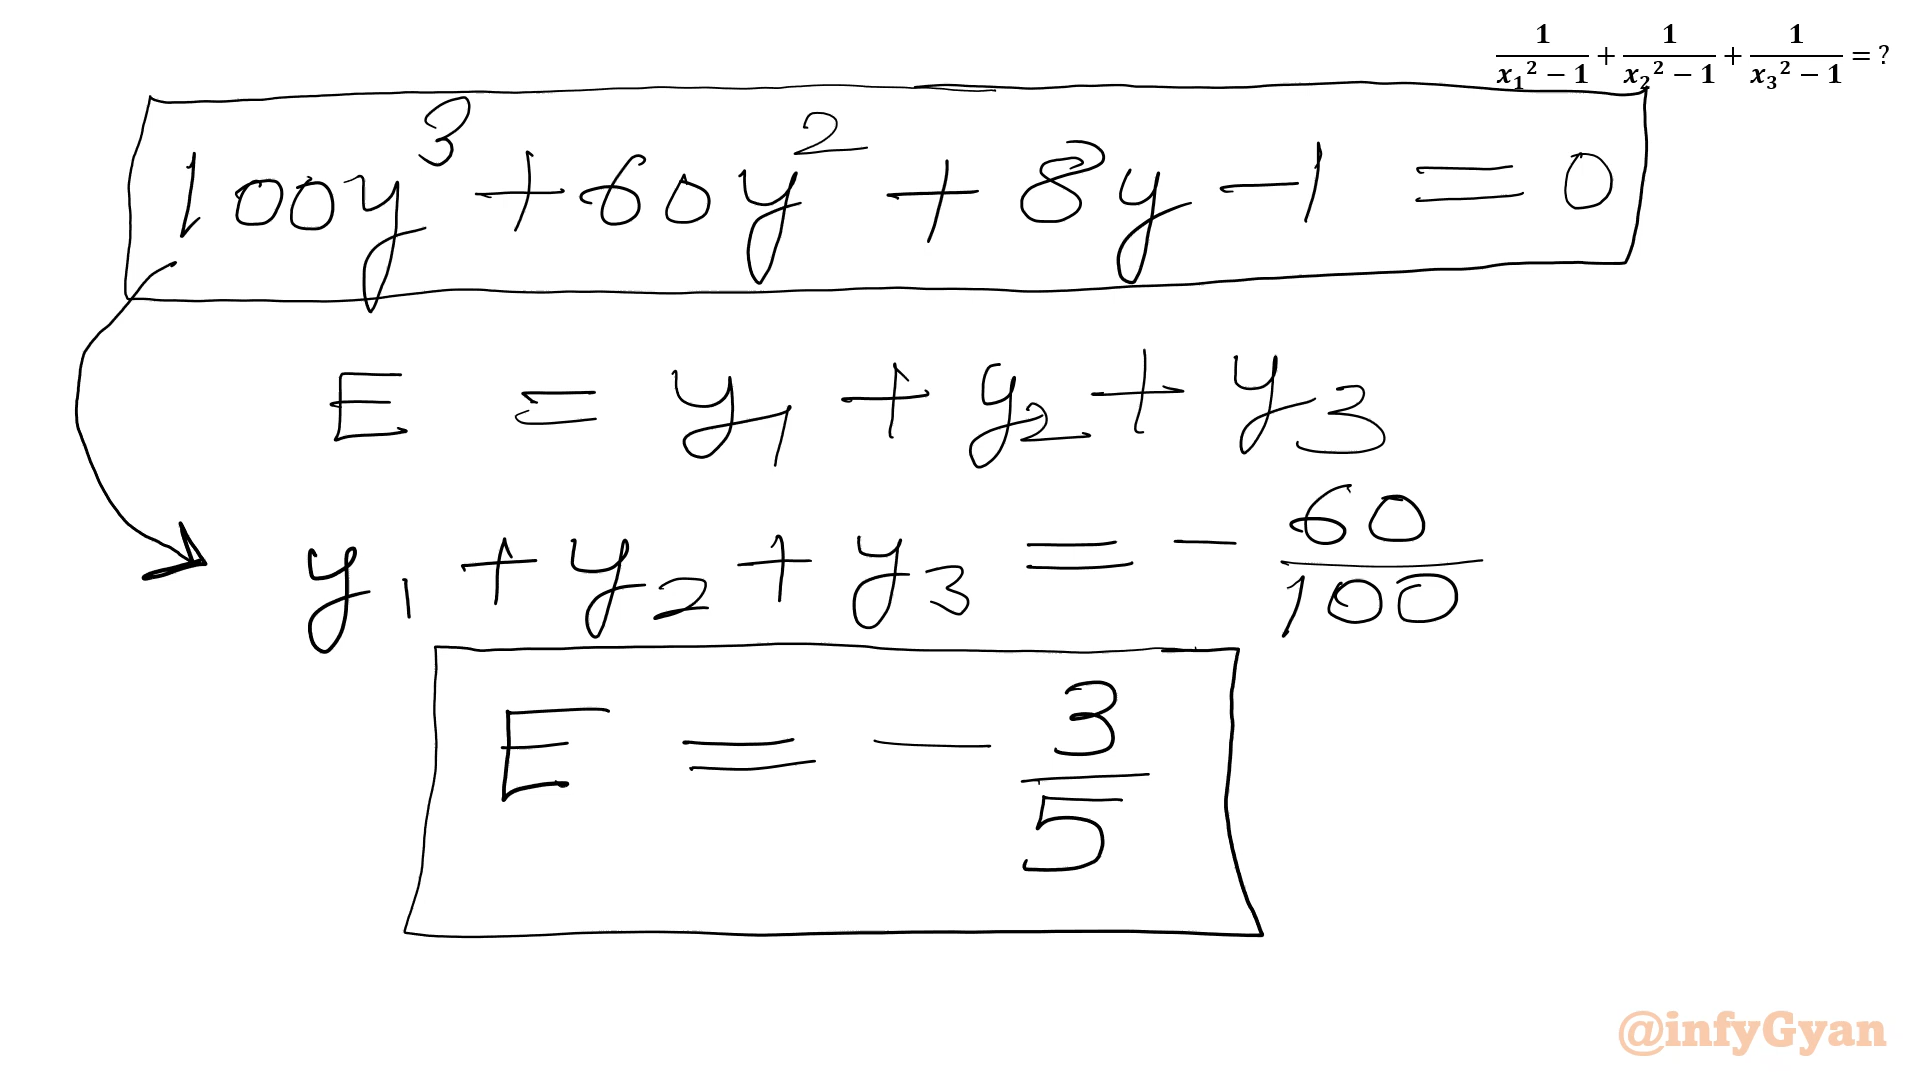 1/(x₁² − 1) + 1/(x₂² − 1) + 1/(x₃² − 1) = ?
100y³ + 60y² + 8y − 1 = 0
E = y₁ + y₂ + y₃
y₁ + y₂ + y₃ = − 60/100
E = − 3/5
@infyGyan